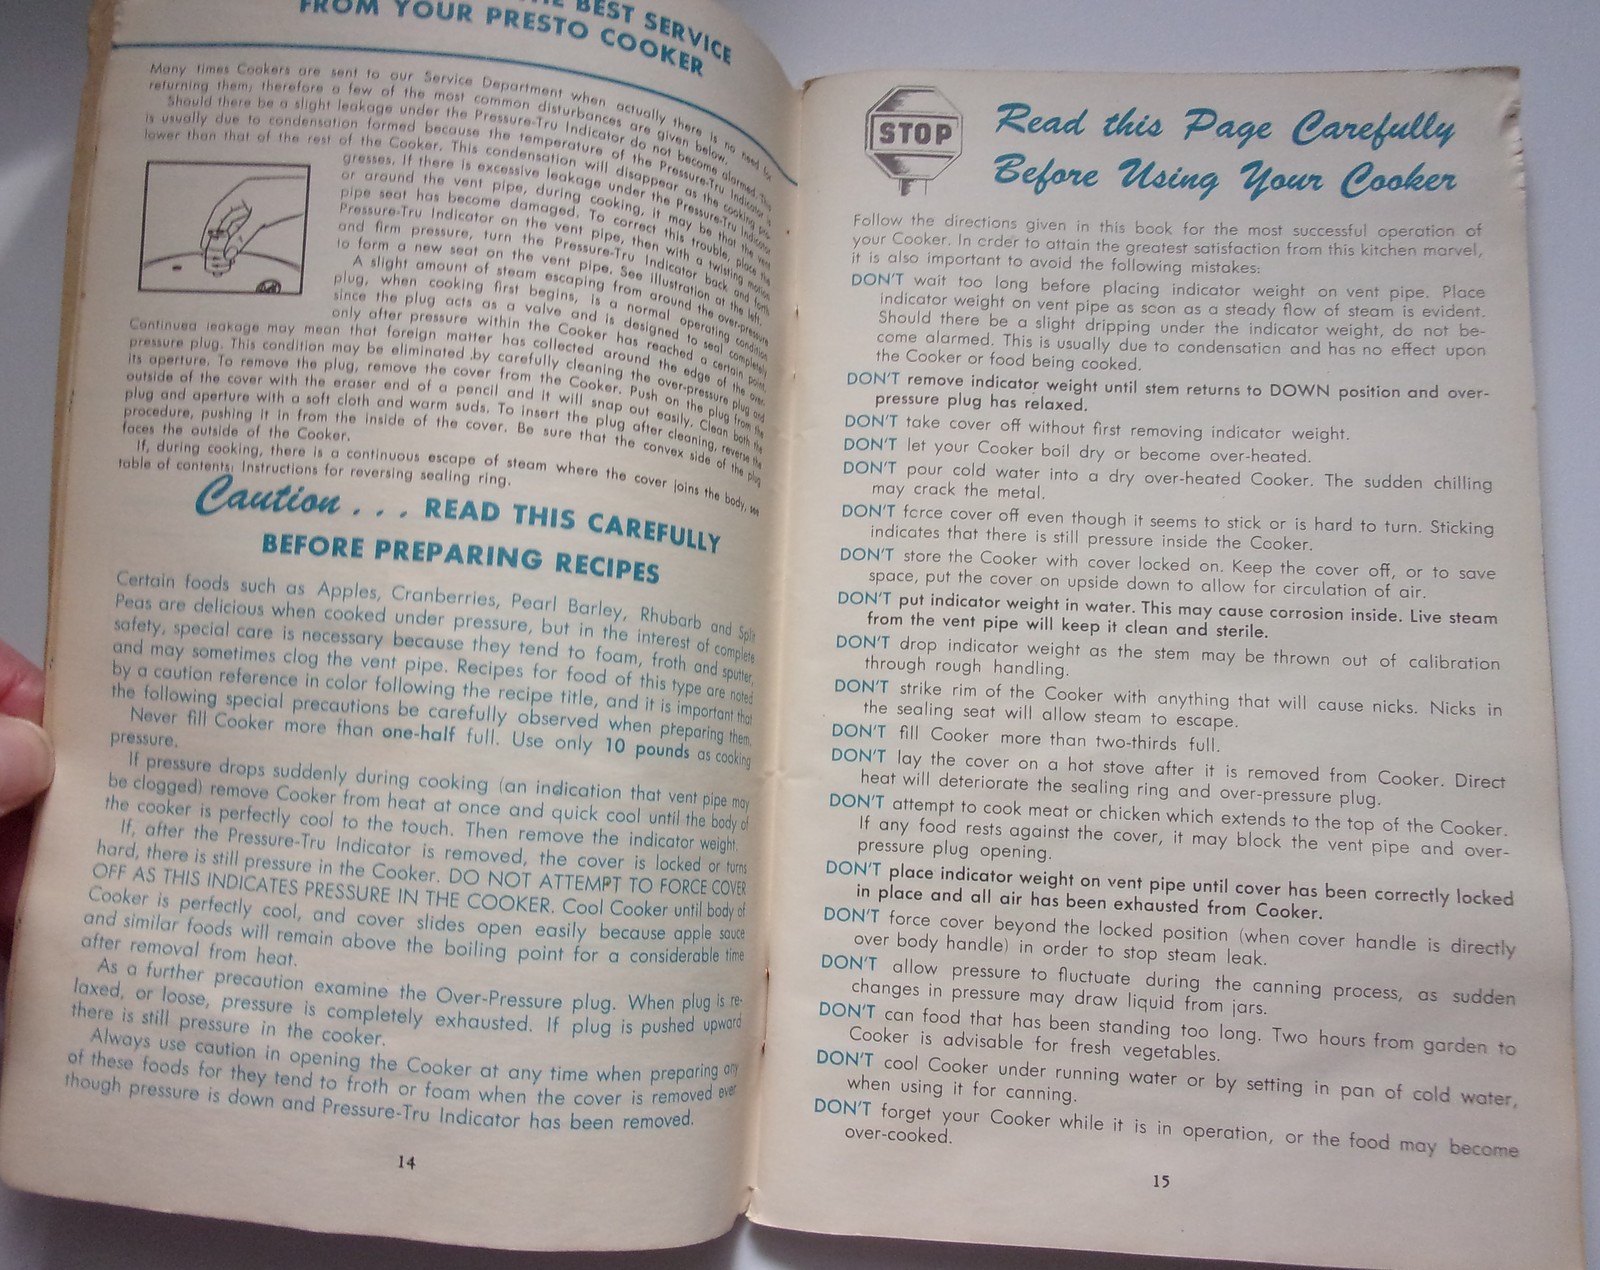 BEST SERVICE
FROM YOUR PRESTO COOKER
Many times Cookers are sent to our Service Department when actually there is no need for
returning them; therefore a few of the most common disturbances are given below.
Should there be a slight leakage under the Pressure-Tru Indicator do not become alarmed. This
is usually due to condensation formed because the temperature of the Pressure-Tru Indicator is
lower than that of the rest of the Cooker. This condensation will disappear as the cooking pro-
gresses. If there is excessive leakage under the Pressure-Tru Indicator
or around the vent pipe, during cooking, it may be that the vent
pipe seat has become damaged. To correct this trouble, place the
Pressure-Tru Indicator on the vent pipe, then with a twisting motion
and firm pressure, turn the Pressure-Tru Indicator back and forth
to form a new seat on the vent pipe. See illustration at the left.
A slight amount of steam escaping from around the over-pressure
plug, when cooking first begins, is a normal operating condition
since the plug acts as a valve and is designed to seal completely
only after pressure within the Cooker has reached a certain point.
Continued leakage may mean that foreign matter has collected around the edge of the over-
pressure plug. This condition may be eliminated by carefully cleaning the over-pressure plug and
its aperture. To remove the plug, remove the cover from the Cooker. Push on the plug from the
outside of the cover with the eraser end of a pencil and it will snap out easily. Clean both the
plug and aperture with a soft cloth and warm suds. To insert the plug after cleaning, reverse the
procedure, pushing it in from the inside of the cover. Be sure that the convex side of the plug
faces the outside of the Cooker.
If, during cooking, there is a continuous escape of steam where the cover joins the body, see
table of contents: Instructions for reversing sealing ring.
Caution . . . READ THIS CAREFULLY
BEFORE PREPARING RECIPES
Certain foods such as Apples, Cranberries, Pearl Barley, Rhubarb and Split
Peas are delicious when cooked under pressure, but in the interest of complete
safety, special care is necessary because they tend to foam, froth and sputter,
and may sometimes clog the vent pipe. Recipes for food of this type are noted
by a caution reference in color following the recipe title, and it is important that
the following special precautions be carefully observed when preparing them.
Never fill Cooker more than one-half full. Use only 10 pounds as cooking
pressure.
If pressure drops suddenly during cooking (an indication that vent pipe may
be clogged) remove Cooker from heat at once and quick cool until the body of
the cooker is perfectly cool to the touch. Then remove the indicator weight.
If, after the Pressure-Tru Indicator is removed, the cover is locked or turns
hard, there is still pressure in the Cooker. DO NOT ATTEMPT TO FORCE COVER
OFF AS THIS INDICATES PRESSURE IN THE COOKER. Cool Cooker until body of
Cooker is perfectly cool, and cover slides open easily because apple sauce
and similar foods will remain above the boiling point for a considerable time
after removal from heat.
As a further precaution examine the Over-Pressure plug. When plug is re-
laxed, or loose, pressure is completely exhausted. If plug is pushed upward
there is still pressure in the cooker.
Always use caution in opening the Cooker at any time when preparing any
of these foods for they tend to froth or foam when the cover is removed even
though pressure is down and Pressure-Tru Indicator has been removed.
14
STOP
Read this Page Carefully
Before Using Your Cooker
Follow the directions given in this book for the most successful operation of
your Cooker. In order to attain the greatest satisfaction from this kitchen marvel,
it is also important to avoid the following mistakes:
DON'T wait too long before placing indicator weight on vent pipe. Place
indicator weight on vent pipe as soon as a steady flow of steam is evident.
Should there be a slight dripping under the indicator weight, do not be-
come alarmed. This is usually due to condensation and has no effect upon
the Cooker or food being cooked.
DON'T remove indicator weight until stem returns to DOWN position and over-
pressure plug has relaxed.
DON'T take cover off without first removing indicator weight.
DON'T let your Cooker boil dry or become over-heated.
DON'T pour cold water into a dry over-heated Cooker. The sudden chilling
may crack the metal.
DON'T force cover off even though it seems to stick or is hard to turn. Sticking
indicates that there is still pressure inside the Cooker.
DON'T store the Cooker with cover locked on. Keep the cover off, or to save
space, put the cover on upside down to allow for circulation of air.
DON'T put indicator weight in water. This may cause corrosion inside. Live steam
from the vent pipe will keep it clean and sterile.
DON'T drop indicator weight as the stem may be thrown out of calibration
through rough handling.
DON'T strike rim of the Cooker with anything that will cause nicks. Nicks in
the sealing seat will allow steam to escape.
DON'T fill Cooker more than two-thirds full.
DON'T lay the cover on a hot stove after it is removed from Cooker. Direct
heat will deteriorate the sealing ring and over-pressure plug.
DON'T attempt to cook meat or chicken which extends to the top of the Cooker.
If any food rests against the cover, it may block the vent pipe and over-
pressure plug opening.
DON'T place indicator weight on vent pipe until cover has been correctly locked
in place and all air has been exhausted from Cooker.
DON'T force cover beyond the locked position (when cover handle is directly
over body handle) in order to stop steam leak.
DON'T allow pressure to fluctuate during the canning process, as sudden
changes in pressure may draw liquid from jars.
DON'T can food that has been standing too long. Two hours from garden to
Cooker is advisable for fresh vegetables.
DON'T cool Cooker under running water or by setting in pan of cold water,
when using it for canning.
DON'T forget your Cooker while it is in operation, or the food may become
over-cooked.
15